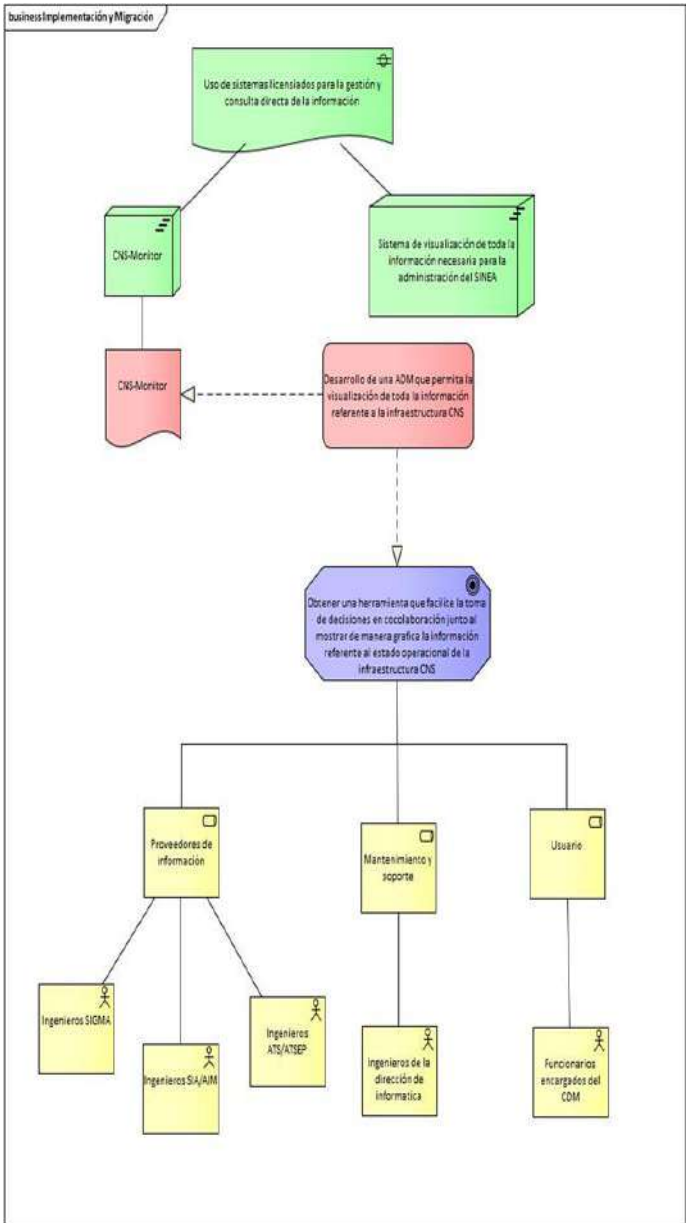 business Implementación y Migración
Uso de sistemas licensiados para la gestión y
consulta directa de la información
CNS-Monitor
Sistema de visualización de toda la
información necesaria para la
administración del SINEA
CNS-Monitor
Desarrollo de una ADM que permita la
visualización de toda la información
referente a la infraestructura CNS
Obtener una herramienta que facilite la toma
de decisiones en cocolaboración junto al
mostrar de manera grafica la información
referente al estado operacional de la
infraestructura CNS
Proveedores de
información
Mantenimiento y
soporte
Usuario
Ingenieros SIGMA
Ingenieros SIA/AIM
Ingenieros
ATS/ATSEP
Ingenieros de la
dirección de
informatica
Funcionarios
encargados del
CDM